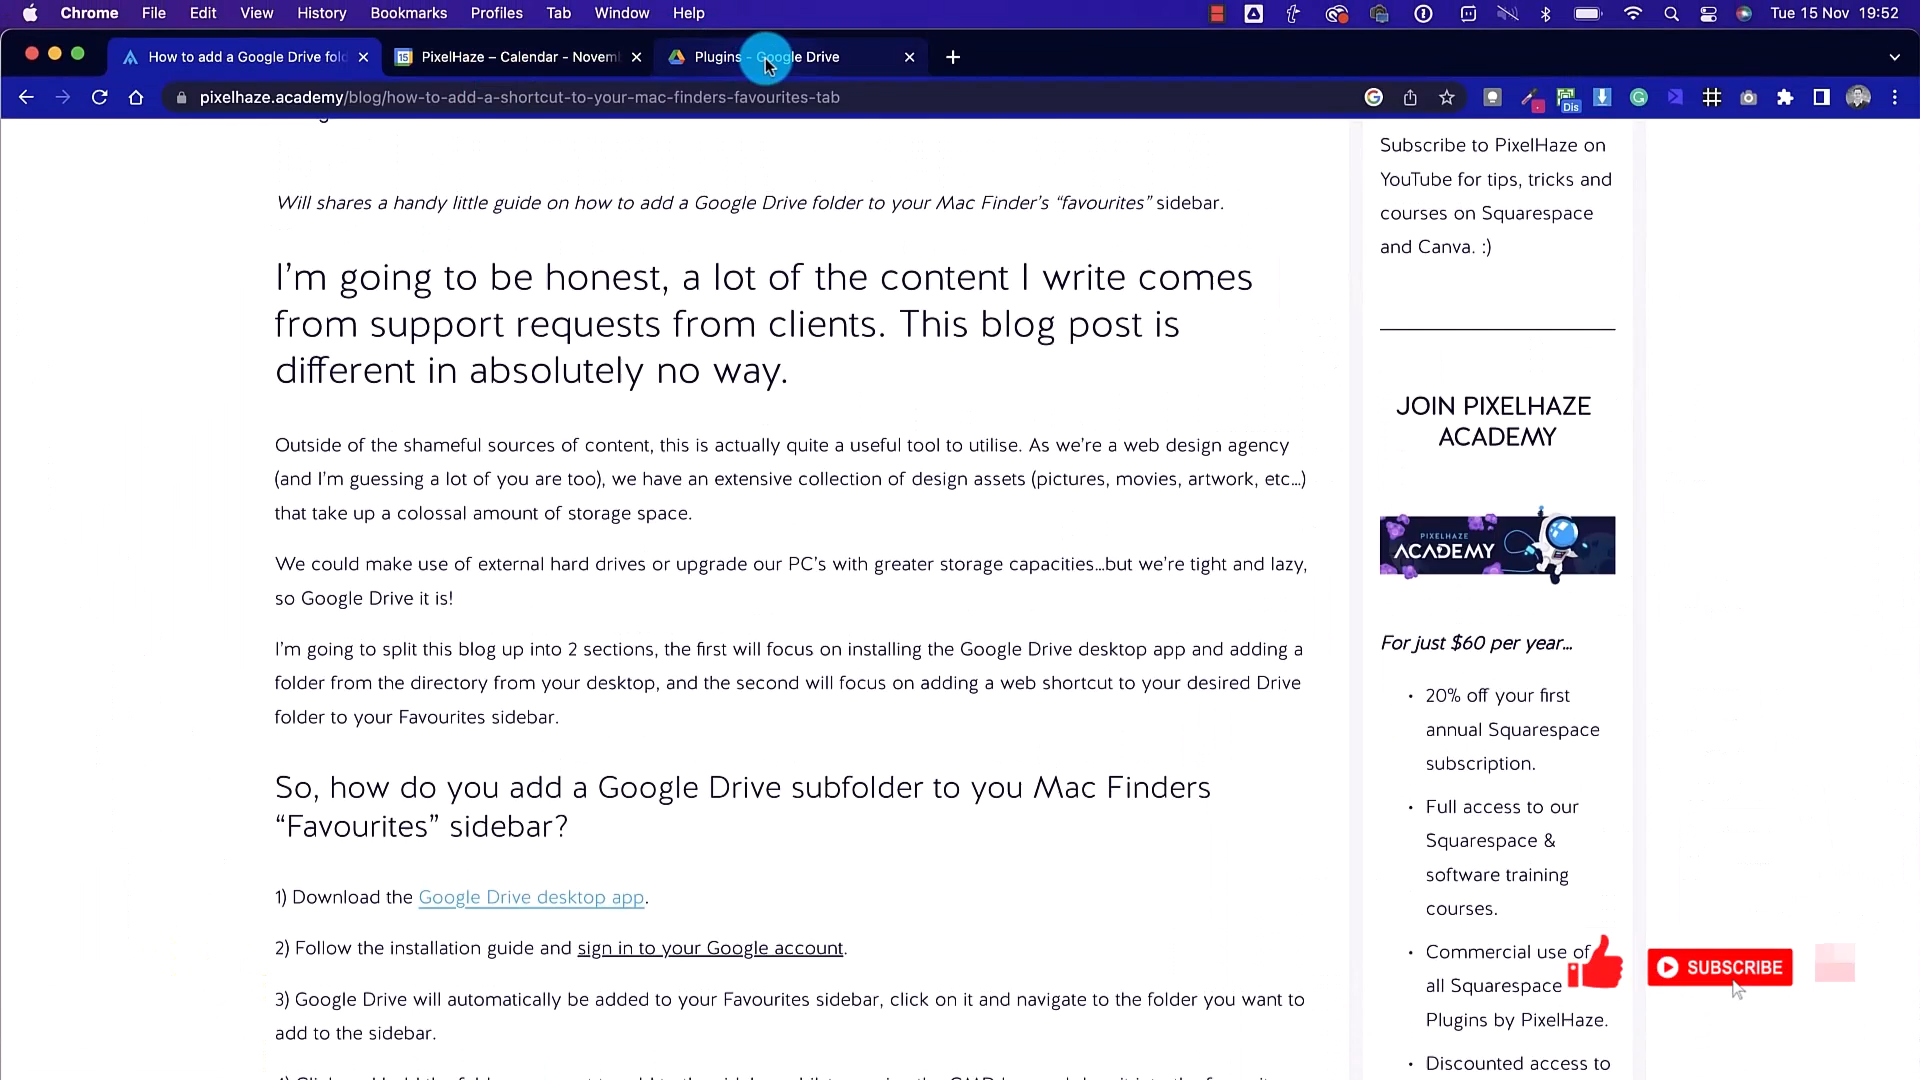 Chrome File Edit View History Bookmarks Profiles Tab Window Help Tue 15 Nov 19:52
How to add a Google Drive fol 15 PixelHaze – Calendar - Novem Plugins - Google Drive
pixelhaze.academy/blog/how-to-add-a-shortcut-to-your-mac-finders-favourites-tab
Dis
Will shares a handy little guide on how to add a Google Drive folder to your Mac Finder's “favourites” sidebar.
I'm going to be honest, a lot of the content I write comes
from support requests from clients. This blog post is
different in absolutely no way.
Outside of the shameful sources of content, this is actually quite a useful tool to utilise. As we're a web design agency
(and I'm guessing a lot of you are too), we have an extensive collection of design assets (pictures, movies, artwork, etc...)
that take up a colossal amount of storage space.
We could make use of external hard drives or upgrade our PC's with greater storage capacities...but we're tight and lazy,
so Google Drive it is!
I'm going to split this blog up into 2 sections, the first will focus on installing the Google Drive desktop app and adding a
folder from the directory from your desktop, and the second will focus on adding a web shortcut to your desired Drive
folder to your Favourites sidebar.
So, how do you add a Google Drive subfolder to you Mac Finders
“Favourites” sidebar?
1) Download the Google Drive desktop app.
2) Follow the installation guide and sign in to your Google account.
3) Google Drive will automatically be added to your Favourites sidebar, click on it and navigate to the folder you want to
add to the sidebar.
Subscribe to PixelHaze on
YouTube for tips, tricks and
courses on Squarespace
and Canva. :)
JOIN PIXELHAZE
ACADEMY
PIXELHAZE
ACADEMY
For just $60 per year...
• 20% off your first
annual Squarespace
subscription.
• Full access to our
Squarespace &
software training
courses.
• Commercial use of
all Squarespace
Plugins by PixelHaze.
• Discounted access to
SUBSCRIBE